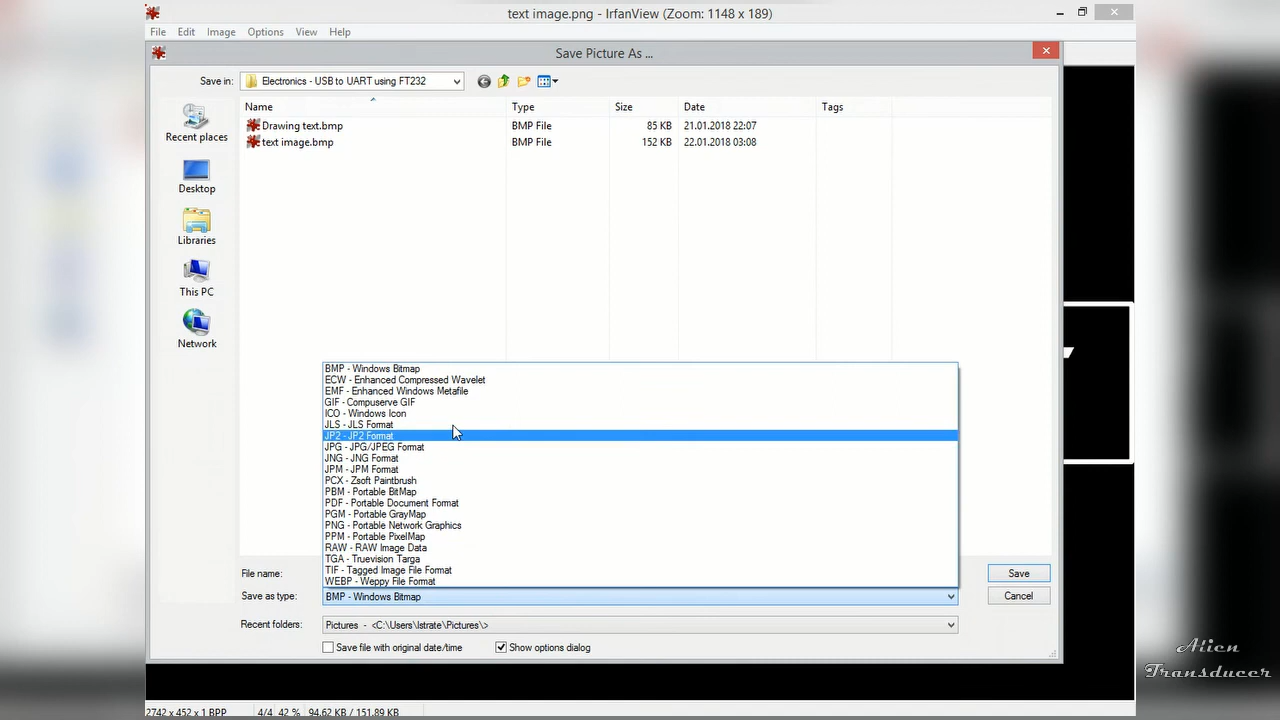 text image.png - IrfanView (Zoom: 1148 x 189)
File Edit Image Options View Help
Save Picture As ...
Save in: Electronics - USB to UART using FT232
Name Type Size Date Tags
Drawing text.bmp BMP File 85 KB 21.01.2018 22:07
text image.bmp BMP File 152 KB 22.01.2018 03:08
Recent places
Desktop
Libraries
This PC
Network
BMP - Windows Bitmap
ECW - Enhanced Compressed Wavelet
EMF - Enhanced Windows Metafile
GIF - Compuserve GIF
ICO - Windows Icon
JLS - JLS Format
JP2 - JP2 Format
JPG - JPG/JPEG Format
JNG - JNG Format
JPM - JPM Format
PCX - Zsoft Paintbrush
PBM - Portable BitMap
PDF - Portable Document Format
PGM - Portable GrayMap
PNG - Portable Network Graphics
PPM - Portable PixelMap
RAW - RAW Image Data
TGA - Truevision Targa
TIF - Tagged Image File Format
WEBP - Weppy File Format
File name: Save
Save as type: BMP - Windows Bitmap Cancel
Recent folders: Pictures - <C:\Users\Istrate\Pictures\>
Save file with original date/time Show options dialog
Alien
Transducer
2742 x 452 x 1 BPP 4/4 42 % 94.62 KB / 151.89 KB